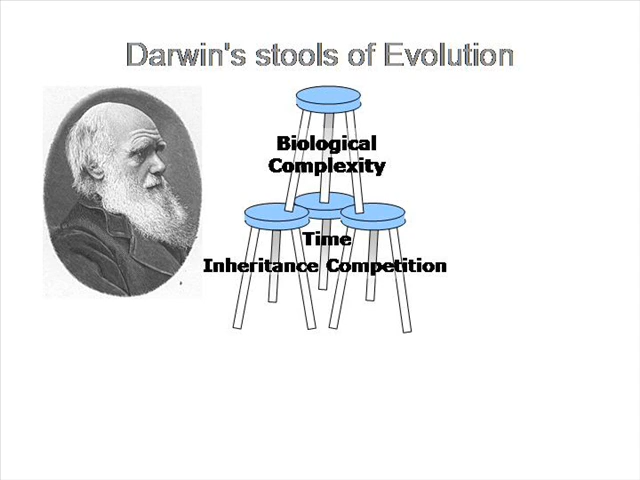 Darwin's stools of Evolution
Biological
Complexity
Time
Inheritance Competition